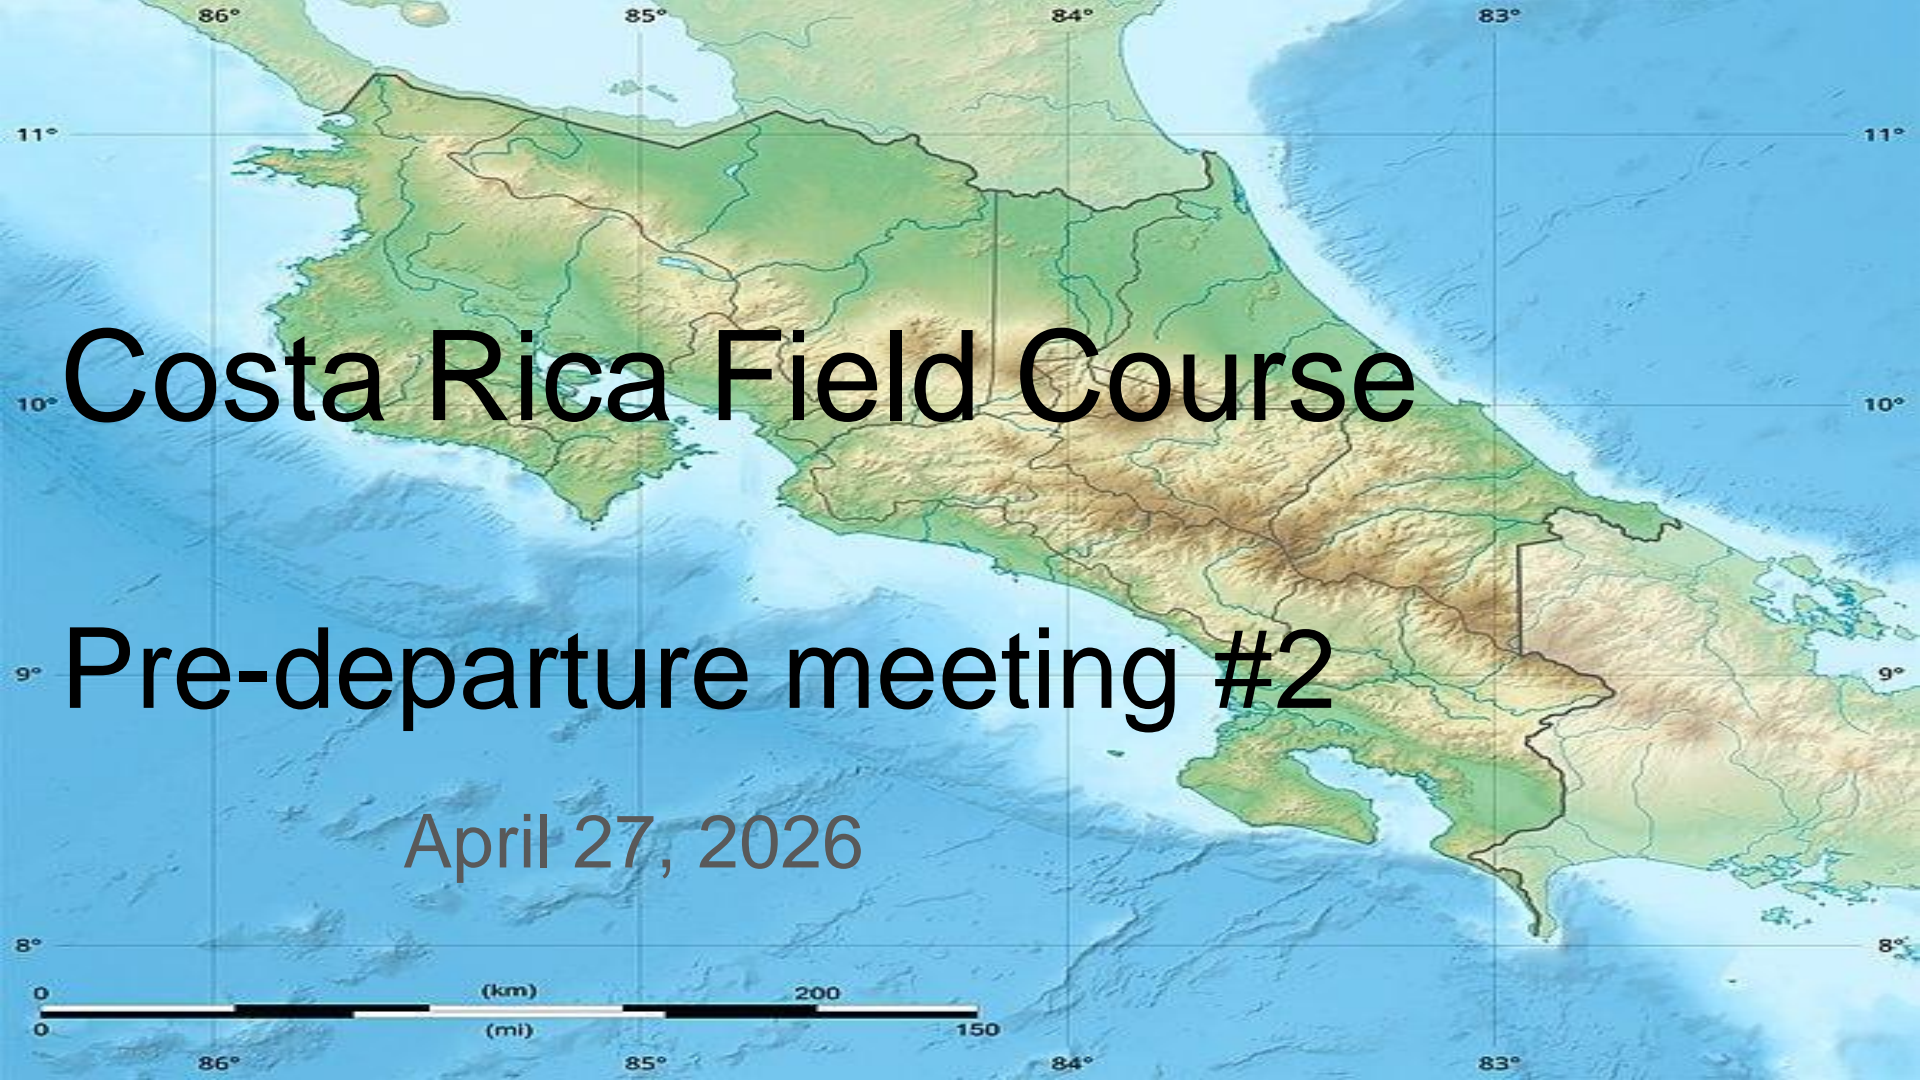 86° 85° 84° 83°
11° 11°
Costa Rica Field Course
10° 10°
Pre-departure meeting #2
9° 9°
April 27, 2026
8° 8°
0 (km) 200
0 (mi) 150
86° 85° 84° 83°